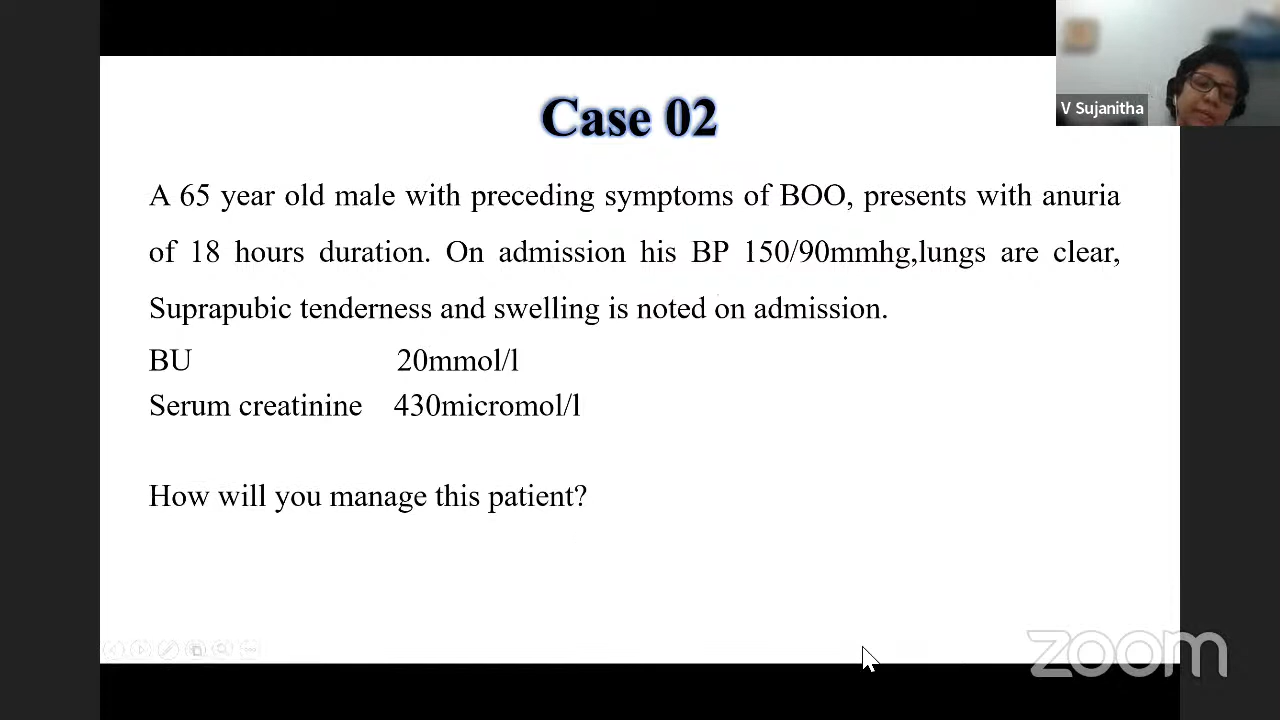 Case 02
V Sujanitha
A 65 year old male with preceding symptoms of BOO, presents with anuria
of 18 hours duration. On admission his BP 150/90mmhg,lungs are clear,
Suprapubic tenderness and swelling is noted on admission.
BU 20mmol/l
Serum creatinine 430micromol/l
How will you manage this patient?
zoom